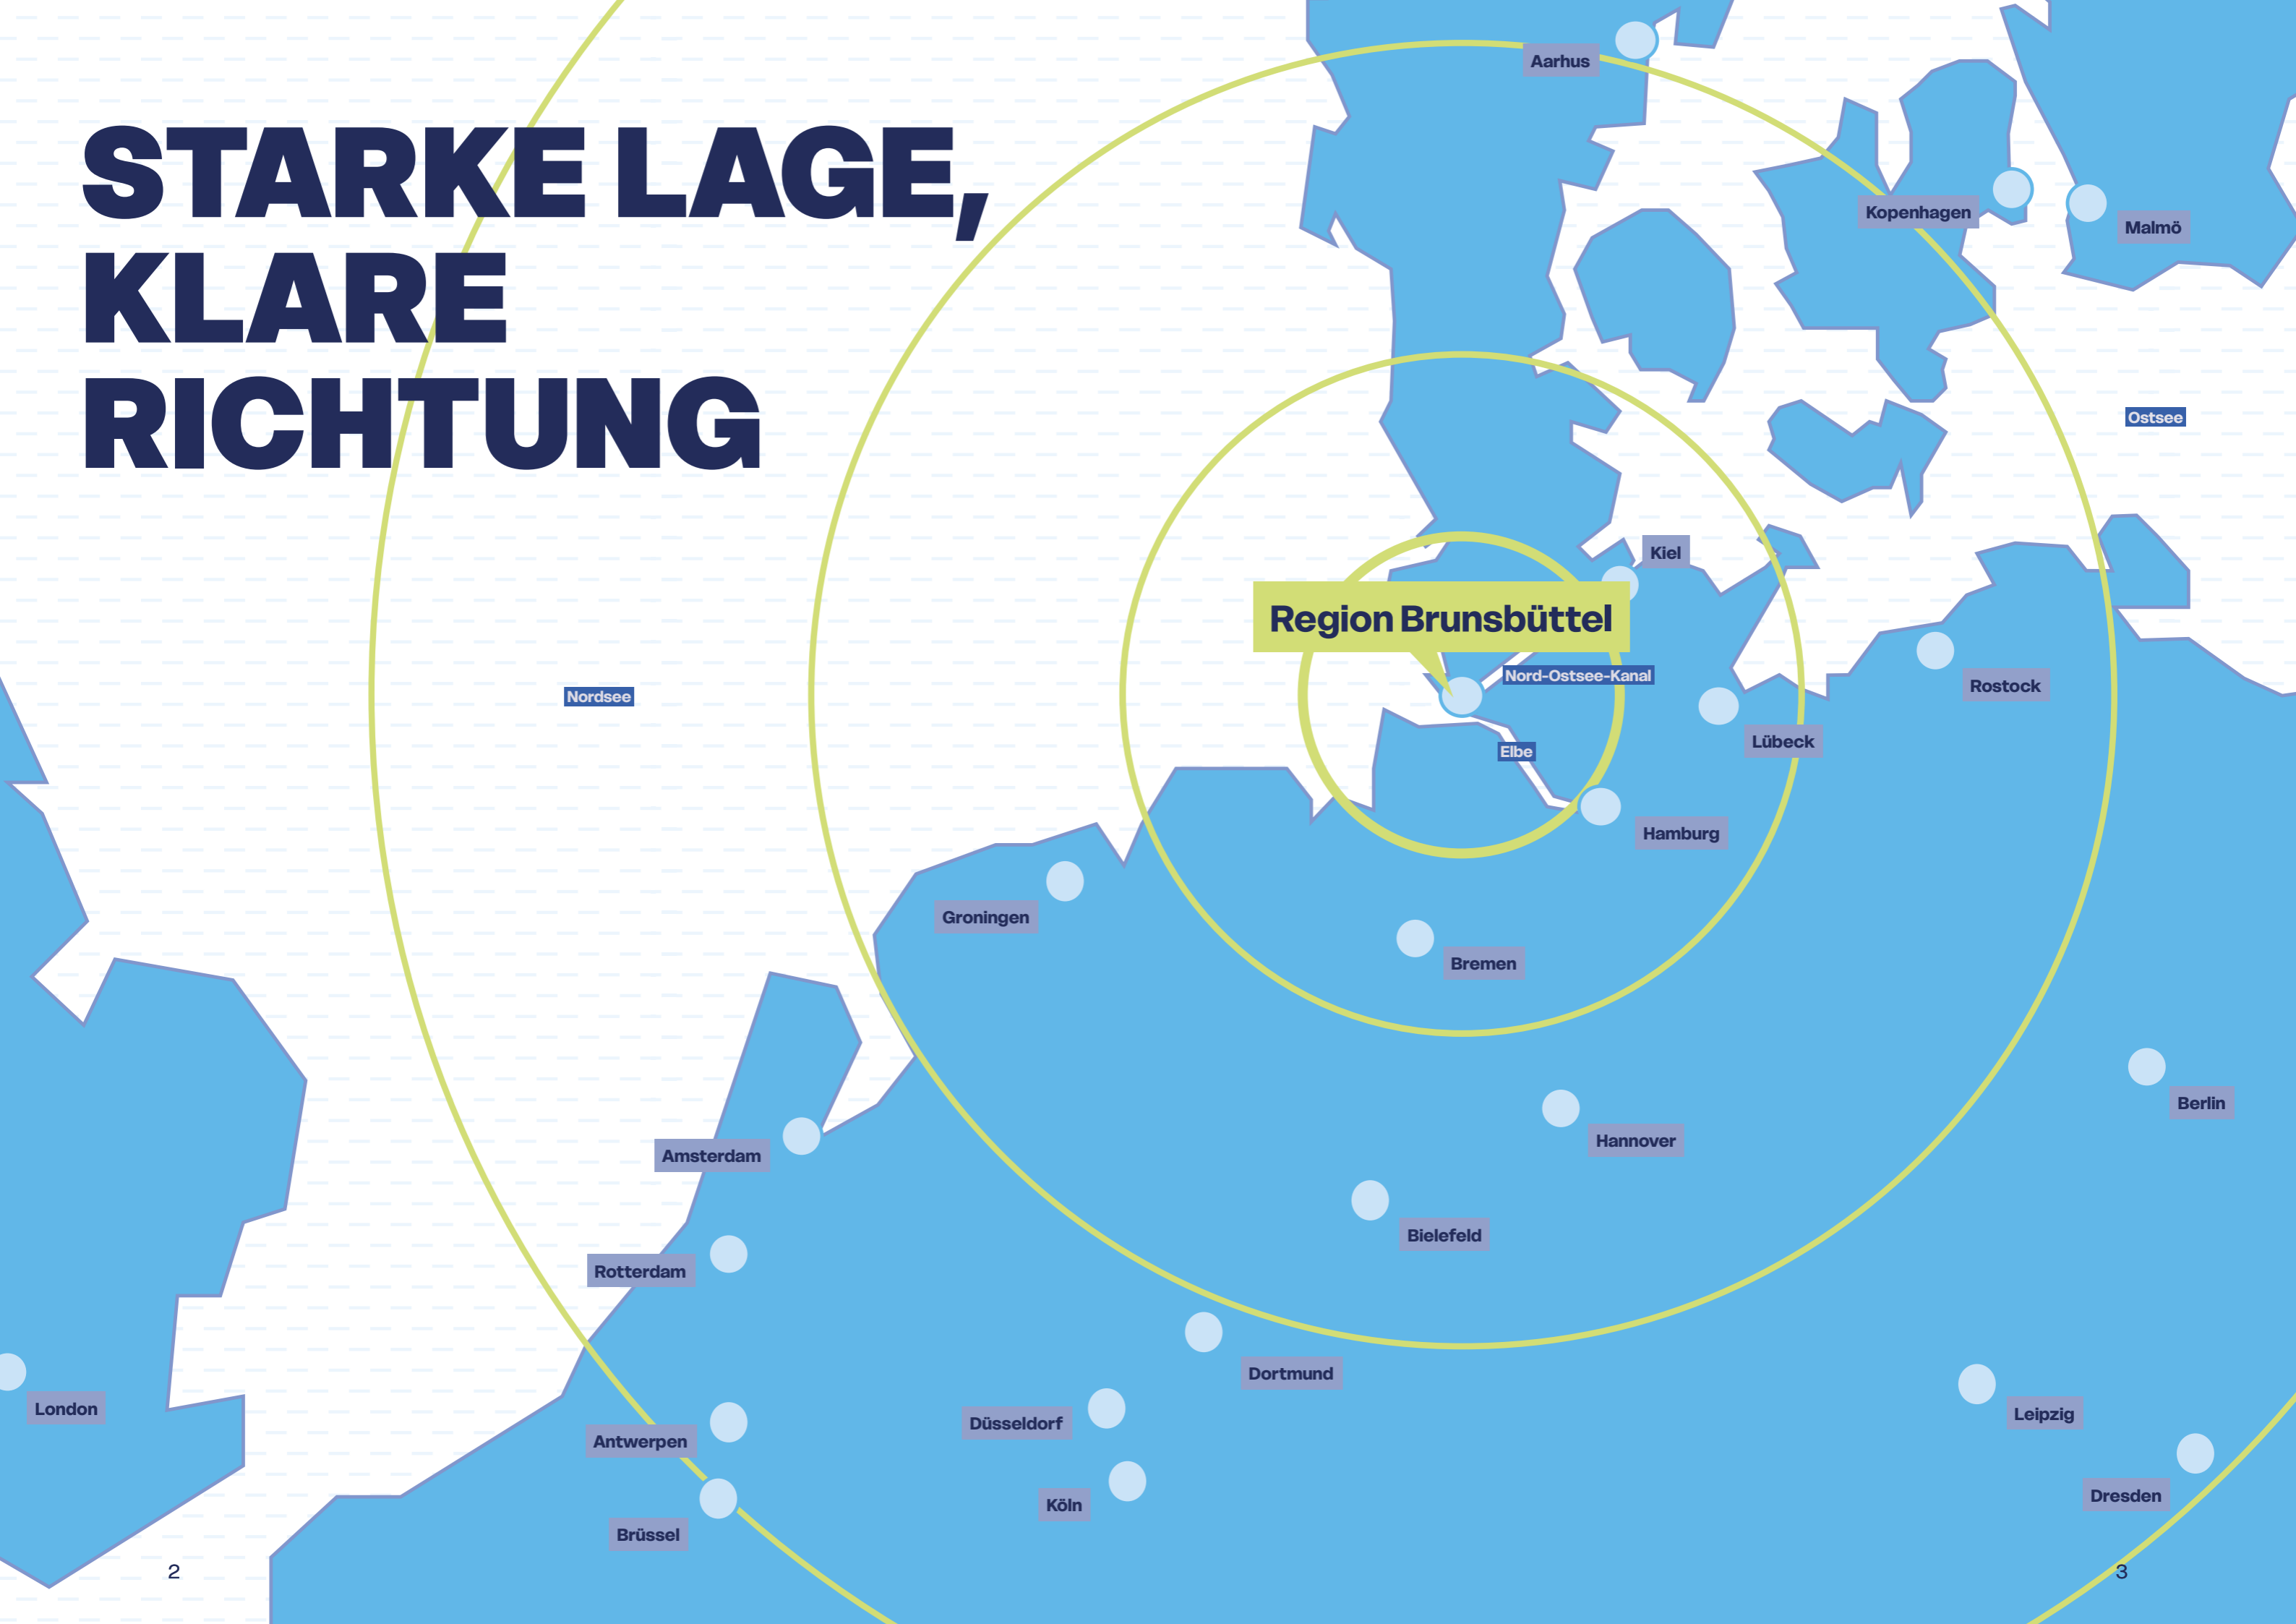 STARKE LAGE,
KLARE
RICHTUNG
Aarhus
Kopenhagen
Malmö
Ostsee
Kiel
Region Brunsbüttel
Nord-Ostsee-Kanal
Nordsee
Rostock
Lübeck
Elbe
Hamburg
Groningen
Bremen
Berlin
Hannover
Amsterdam
Bielefeld
Rotterdam
Dortmund
London
Leipzig
Düsseldorf
Antwerpen
Dresden
Köln
Brüssel
2
3